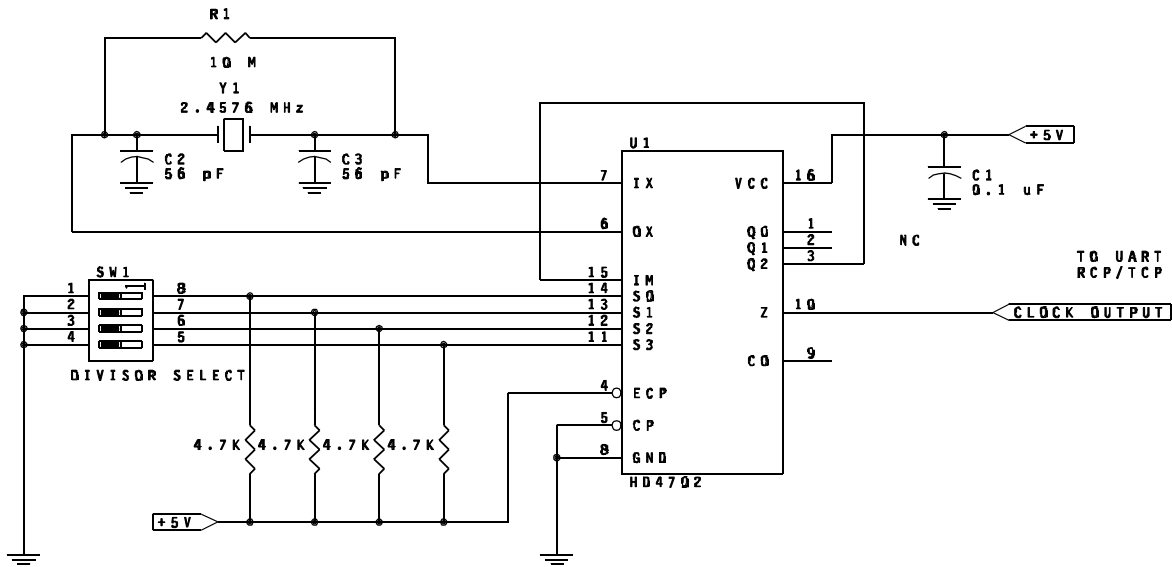 R1
10 M
Y1
2.4576 MHz
C2
56 pF
C3
56 pF
U1
+5V
C1
0.1 uF
7 IX
VCC 16
6 OX
Q0 1
Q1 2
Q2 3
NC
TO UART
RCP/TCP
15 IM
14 S0
13 S1
12 S2
11 S3
Z 10
CLOCK OUTPUT
CO 9
SW1
1 8
2 7
3 6
4 5
DIVISOR SELECT
4 ECP
5 CP
8 GND
HD4702
4.7K 4.7K 4.7K 4.7K
+5V